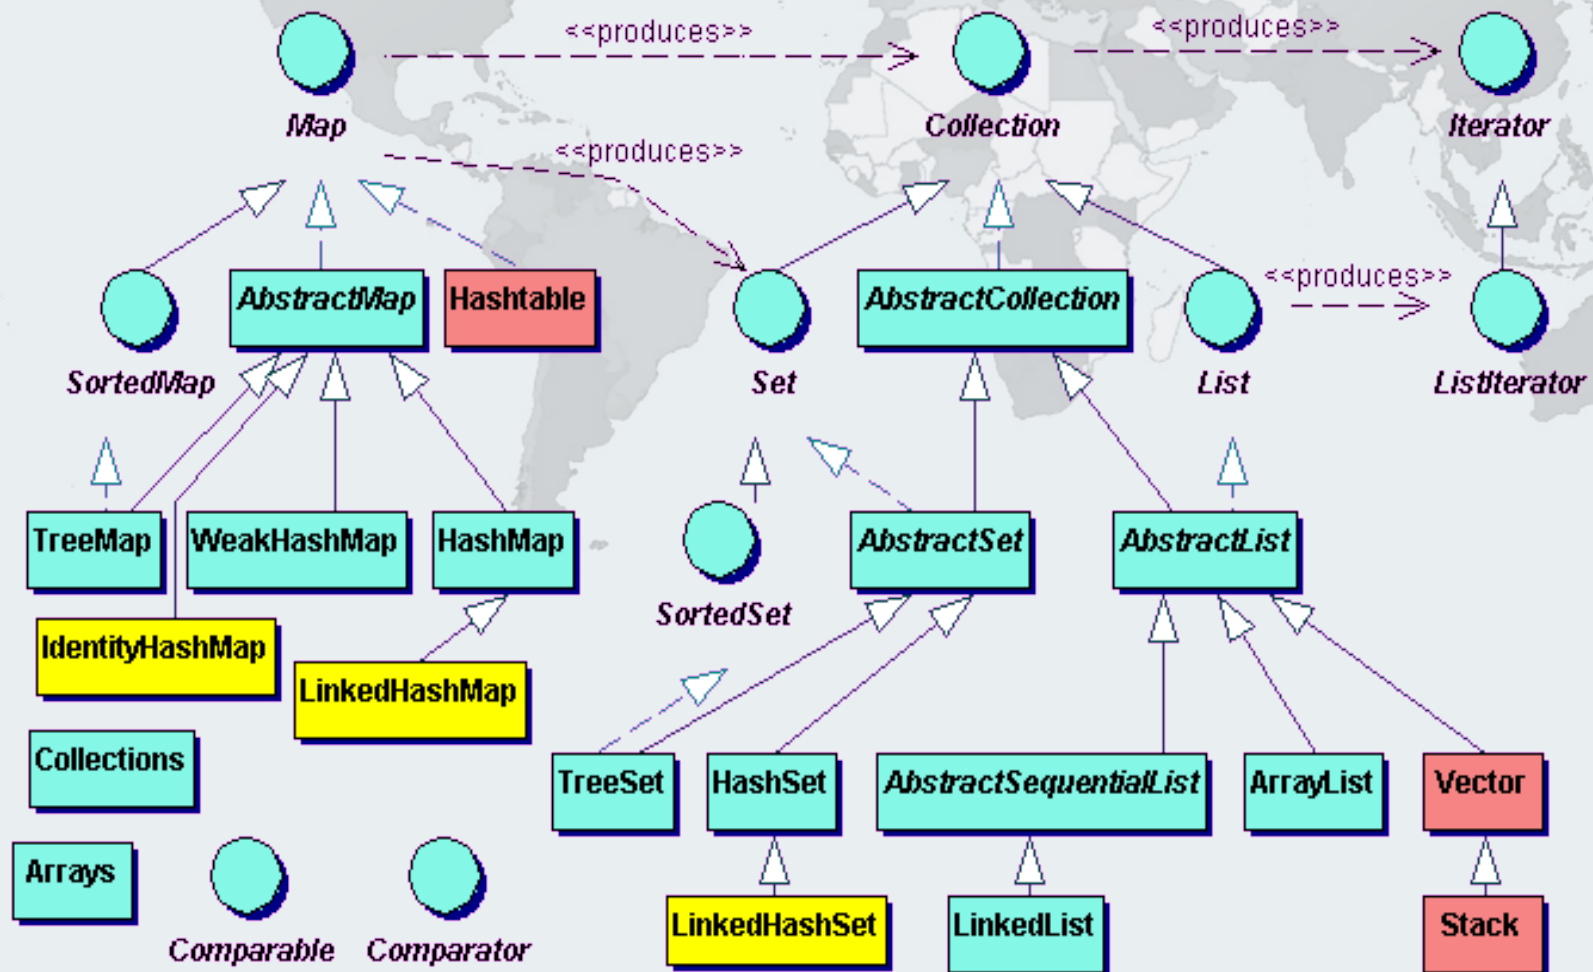 <<produces>>
<<produces>>
Map
Collection
Iterator
<<produces>>
AbstractMap
Hashtable
AbstractCollection
<<produces>>
SortedMap
Set
List
ListIterator
TreeMap
WeakHashMap
HashMap
AbstractSet
AbstractList
SortedSet
IdentityHashMap
LinkedHashMap
Collections
TreeSet
HashSet
AbstractSequentialList
ArrayList
Vector
Arrays
LinkedHashSet
LinkedList
Stack
Comparable
Comparator